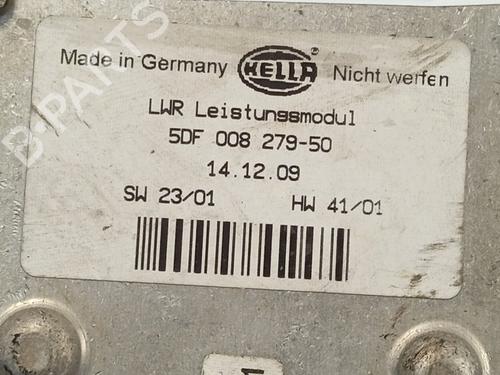 Made in Germany HELLA Nicht werfen
LWR Leistungsmodul
5DF 008 279-50
14.12.09
SW 23/01 HW 41/01
B-PARTS